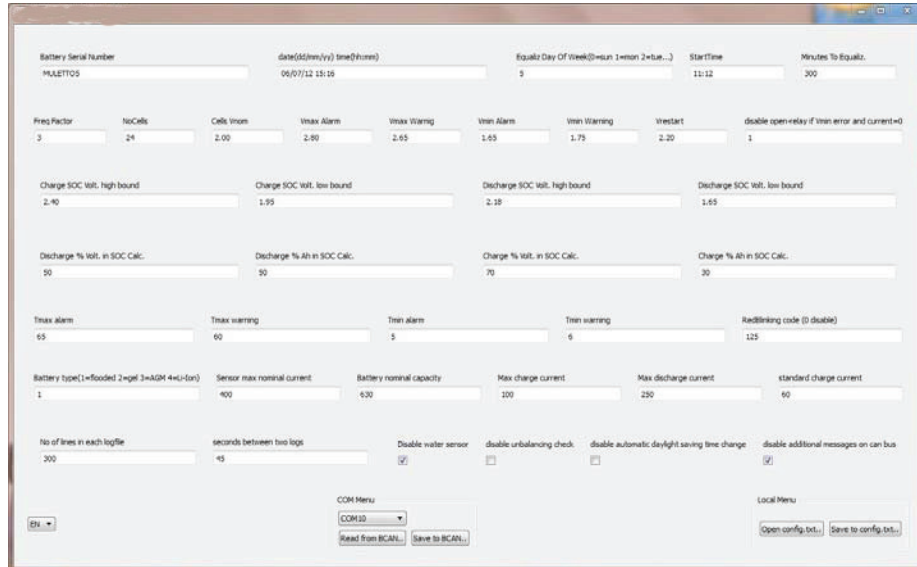 Battery Serial Number date(dd/mm/yy) time(hh:mm) Equaliz Day Of Week(0=sun 1=mon 2=tue...) StartTime Minutes To Equaliz.
MULETTO5 06/07/12 15:16 5 11:12 300
Freq Factor NoCells Cells Vnom Vmax Alarm Vmax Warnig Vmin Alarm Vmin Warning Vrestart disable open-relay if Vmin error and current=0
3 24 2.00 2.80 2.65 1.65 1.75 2.20 1
Charge SOC Volt. high bound Charge SOC Volt. low bound Discharge SOC Volt. high bound Discharge SOC Volt. low bound
2.40 1.95 2.18 1.65
Discharge % Volt. in SOC Calc. Discharge % Ah in SOC Calc. Charge % Volt. in SOC Calc. Charge % Ah in SOC Calc.
50 50 70 30
Tmax alarm Tmax warning Tmin alarm Tmin warning RedBlinking code (0 disable)
65 60 5 6 125
Battery type(1=flooded 2=gel 3=AGM 4=Li-Ion) Sensor max nominal current Battery nominal capacity Max charge current Max discharge current standard charge current
1 400 630 100 250 60
No of lines in each logfile seconds between two logs Disable water sensor disable unbalancing check disable automatic daylight saving time change disable additional messages on can bus
300 45
COM Menu Local Menu
EN COM10
Read from BCAN... Save to BCAN... Open config.txt... Save to config.txt...